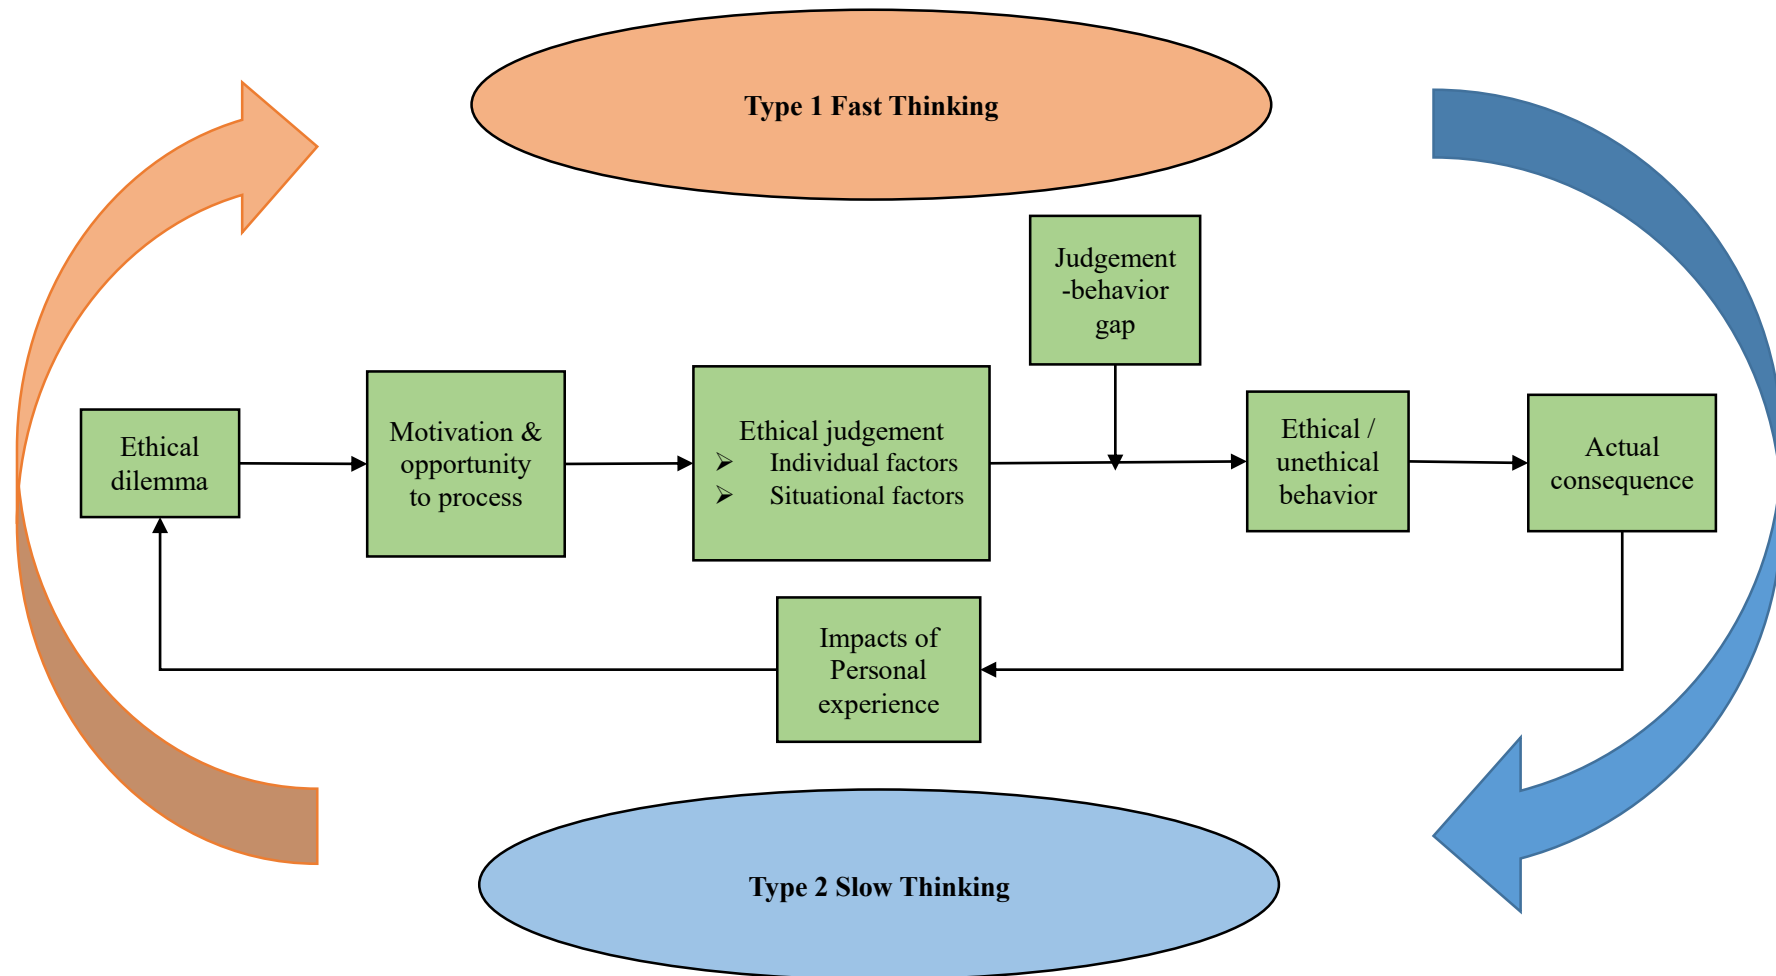 Type 1 Fast Thinking
Judgement
-behavior
gap
Ethical
dilemma
Motivation &
opportunity
to process
Ethical judgement
➢ Individual factors
➢ Situational factors
Ethical /
unethical
behavior
Actual
consequence
Impacts of
Personal
experience
Type 2 Slow Thinking